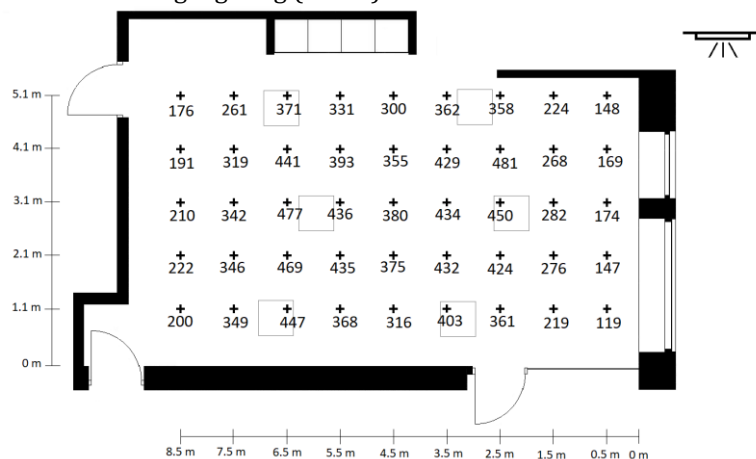 5.1 m
176 261 371 331 300 362 358 224 148
4.1 m
191 319 441 393 355 429 481 268 169
3.1 m
210 342 477 436 380 434 450 282 174
2.1 m
222 346 469 435 375 432 424 276 147
1.1 m
200 349 447 368 316 403 361 219 119
0 m
8.5 m 7.5 m 6.5 m 5.5 m 4.5 m 3.5 m 2.5 m 1.5 m 0.5 m 0 m